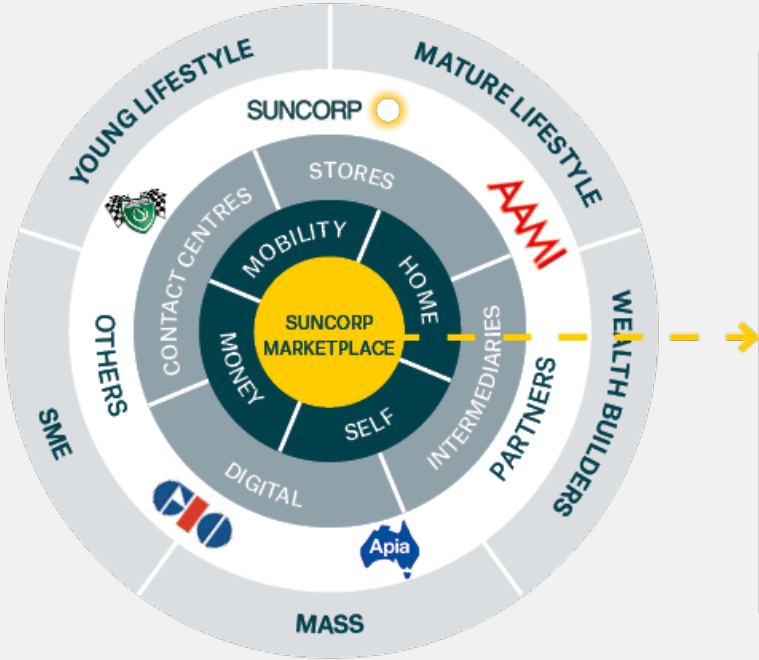 YOUNG LIFESTYLE
MATURE LIFESTYLE
SUNCORP
AAMI
STORES
CONTACT CENTRES
MOBILITY
HOME
SUNCORP
MARKETPLACE
INTERMEDIARIES
WEALTH BUILDERS
OTHERS
MONEY
PARTNERS
SME
SELF
DIGITAL
GIO
Apia
MASS